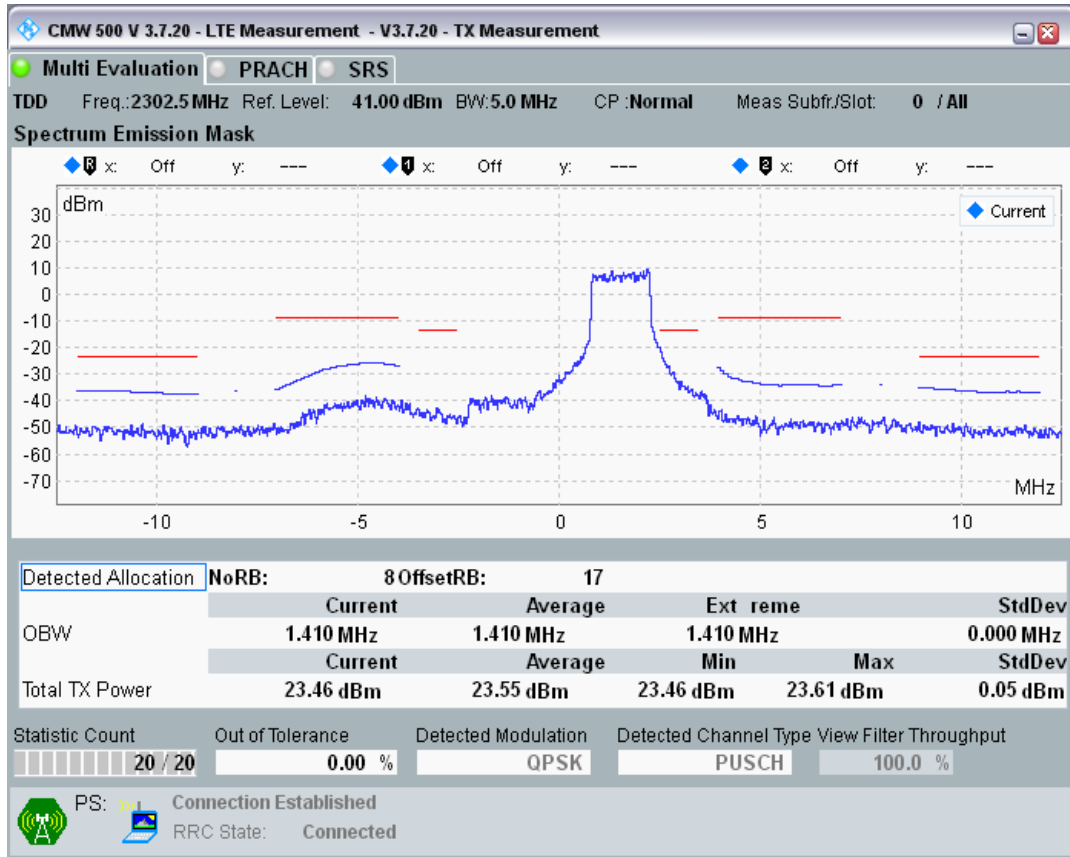 CMW 500 V 3.7.20 - LTE Measurement - V3.7.20 - TX Measurement
Multi Evaluation PRACH SRS
TDD Freq.:2302.5 MHz Ref. Level: 41.00 dBm BW:5.0 MHz CP :Normal Meas Subfr./Slot: 0 / All
Spectrum Emission Mask
R x: Off y: --- 1 x: Off y: --- 2 x: Off y: ---
dBm
Current
30
20
10
0
-10
-20
-30
-40
-50
-60
-70
MHz
-10 -5 0 5 10
Detected Allocation NoRB: 8 OffsetRB: 17
Current Average Ext reme StdDev
OBW 1.410 MHz 1.410 MHz 1.410 MHz 0.000 MHz
Current Average Min Max StdDev
Total TX Power 23.46 dBm 23.55 dBm 23.46 dBm 23.61 dBm 0.05 dBm
Statistic Count Out of Tolerance Detected Modulation Detected Channel Type View Filter Throughput
20 / 20 0.00 % QPSK PUSCH 100.0 %
PS: Connection Established
RRC State: Connected